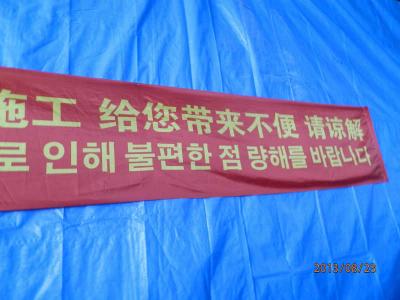 施工 给您带来不便 请谅解
로 인해 불편한 점 량해를 바랍니다
2013/08/23